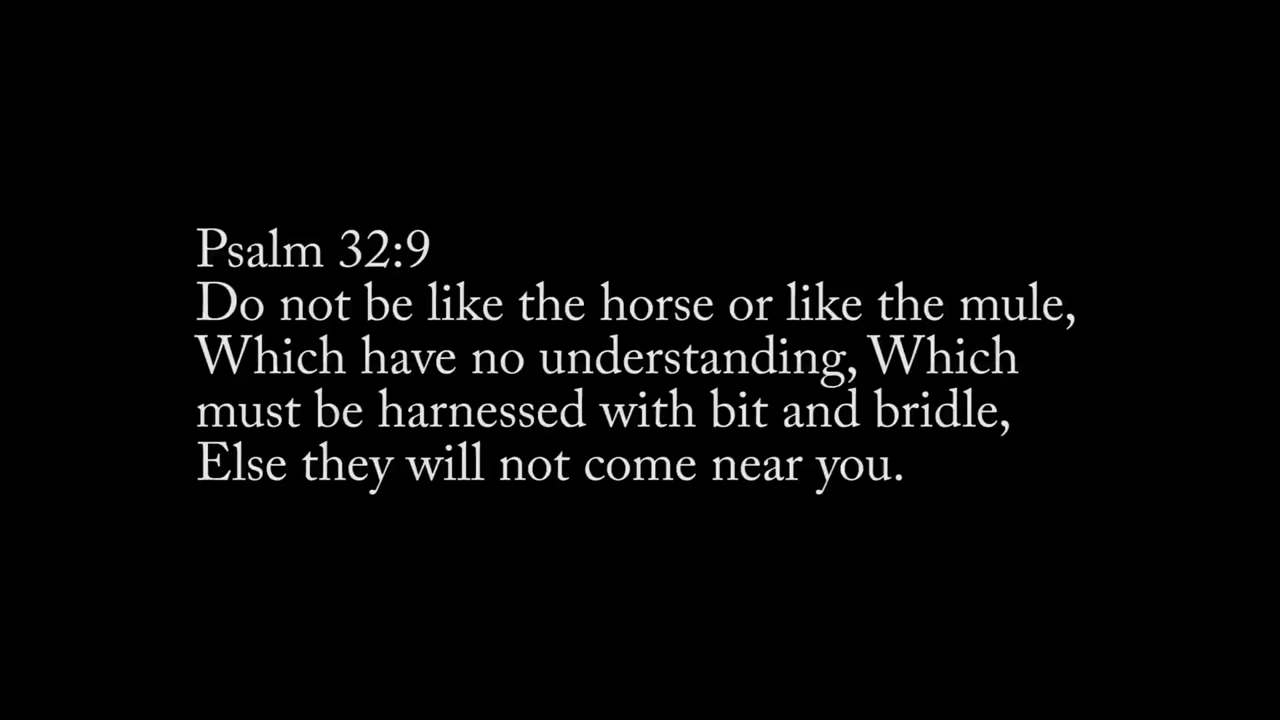 Psalm 32:9
Do not be like the horse or like the mule,
Which have no understanding, Which
must be harnessed with bit and bridle,
Else they will not come near you.